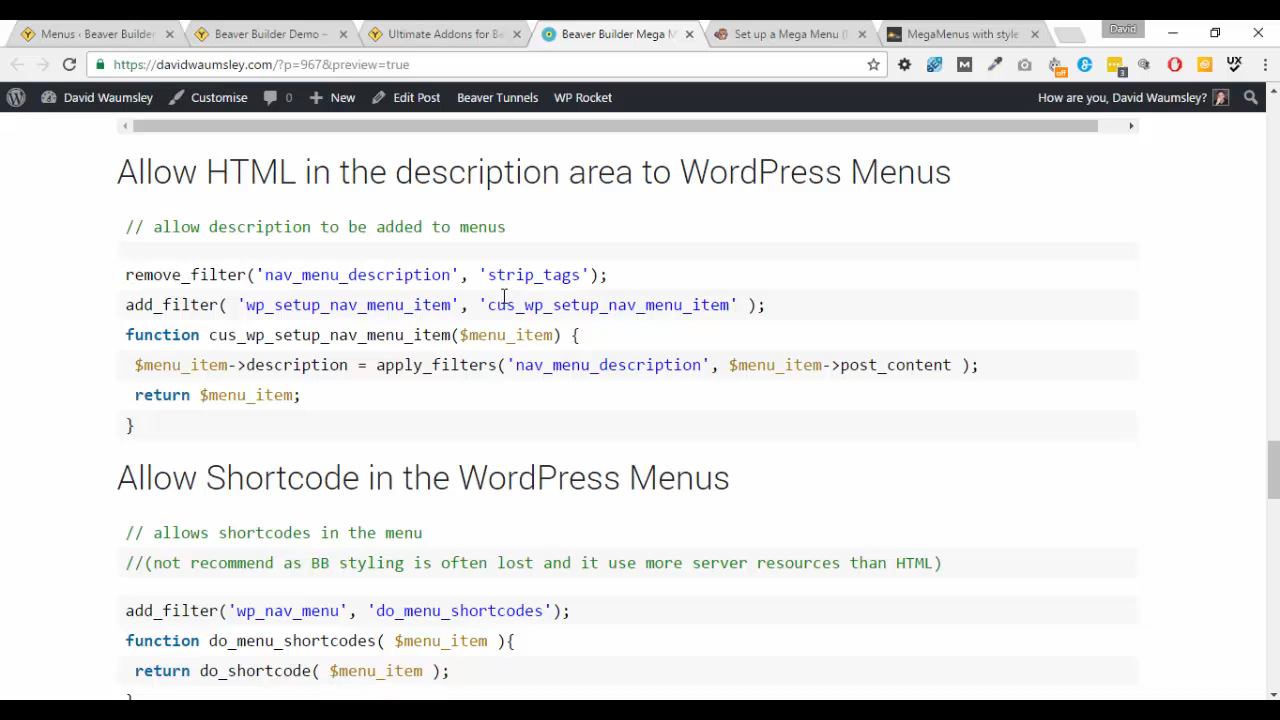 Menus ‹ Beaver Builder
Beaver Builder Demo –
Ultimate Addons for Be
Beaver Builder Mega M
Set up a Mega Menu (
MegaMenus with style
David
https://davidwaumsley.com/?p=967&preview=true
off
3
UX
David Waumsley
Customise
0
New
Edit Post
Beaver Tunnels
WP Rocket
How are you, David Waumsley?
Allow HTML in the description area to WordPress Menus
// allow description to be added to menus
remove_filter('nav_menu_description', 'strip_tags');
add_filter( 'wp_setup_nav_menu_item', 'cus_wp_setup_nav_menu_item' );
function cus_wp_setup_nav_menu_item($menu_item) {
$menu_item->description = apply_filters('nav_menu_description', $menu_item->post_content );
return $menu_item;
}
Allow Shortcode in the WordPress Menus
// allows shortcodes in the menu
//(not recommend as BB styling is often lost and it use more server resources than HTML)
add_filter('wp_nav_menu', 'do_menu_shortcodes');
function do_menu_shortcodes( $menu_item ){
return do_shortcode( $menu_item );
}